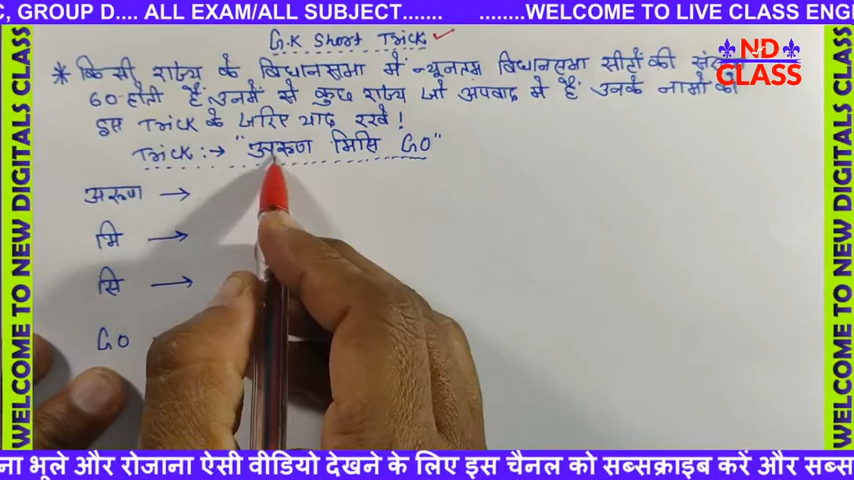 C, GROUP D.... ALL EXAM/ALL SUBJECT....... ........WELCOME TO LIVE CLASS ENG
G.K Short Trick
ND
CLASS
* किसी राज्य के विधानसभा में न्यूनतम विधानसभा सीटों की
60 होती हैं उनमें से कुछ राज्य जो अपवाद में हैं उनके नामों को
इस Trick के जरिए याद रखें!
Trick:→ "अरुण मिसि GO"
अरुण →
मि →
सि →
GO
ना भूले और रोजाना ऐसी वीडियो देखने के लिए इस चैनल को सब्सक्राइब करें और सब्स
WELCOME TO NEW DIGITALS CLASS
WELCOME TO NEW DIGITALS CLASS